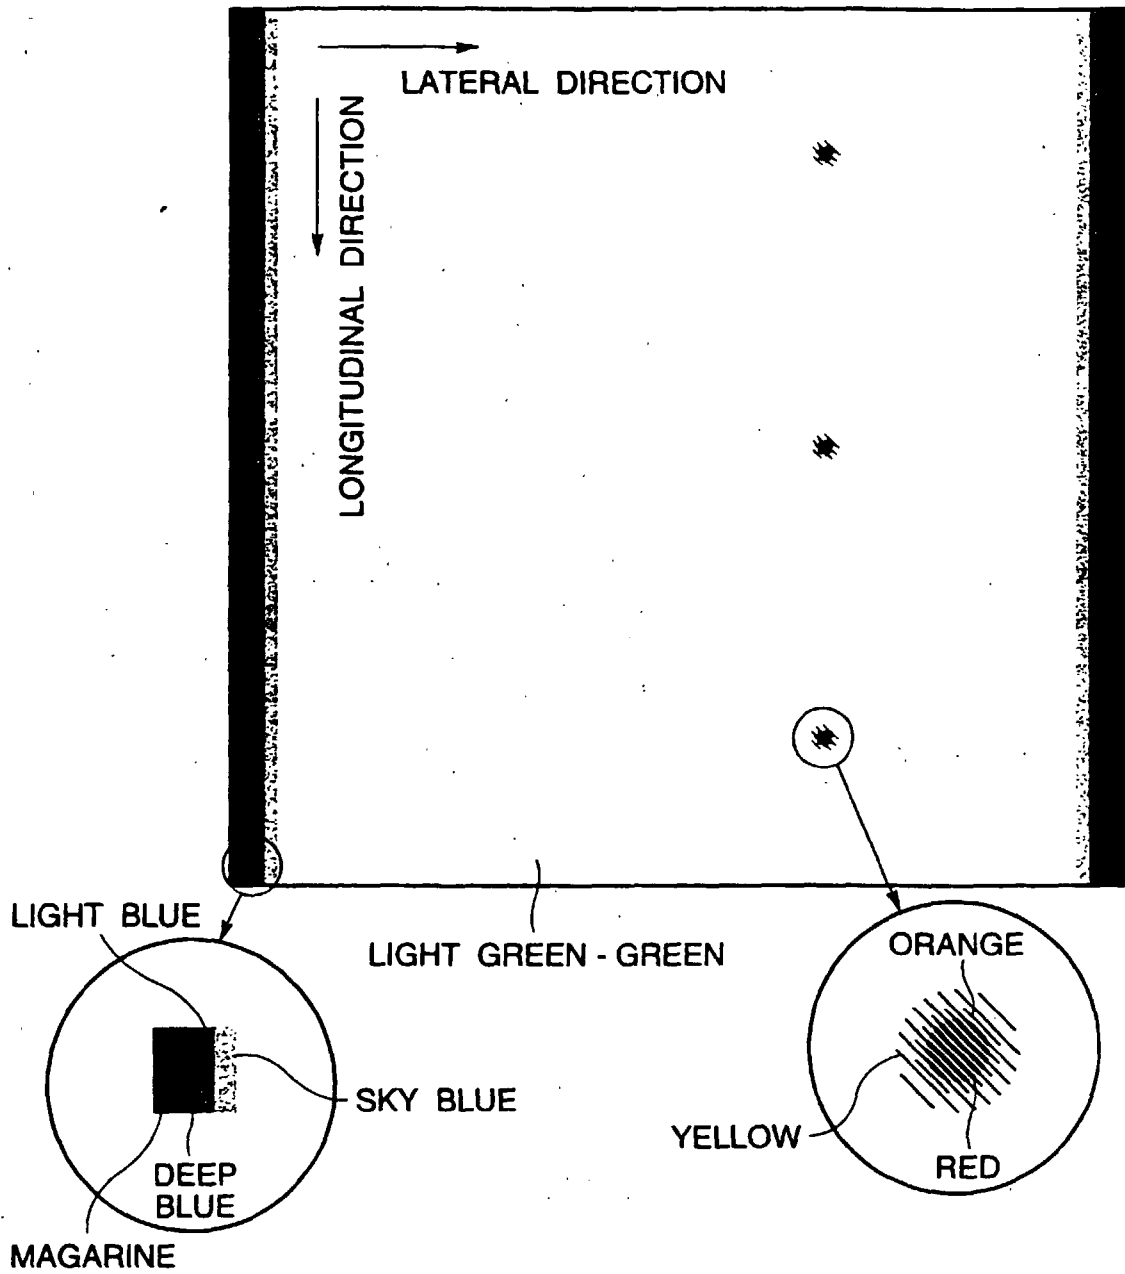 LATERAL DIRECTION
LONGITUDINAL DIRECTION
LIGHT BLUE
LIGHT GREEN - GREEN
ORANGE
SKY BLUE
YELLOW
DEEP
BLUE
RED
MAGARINE